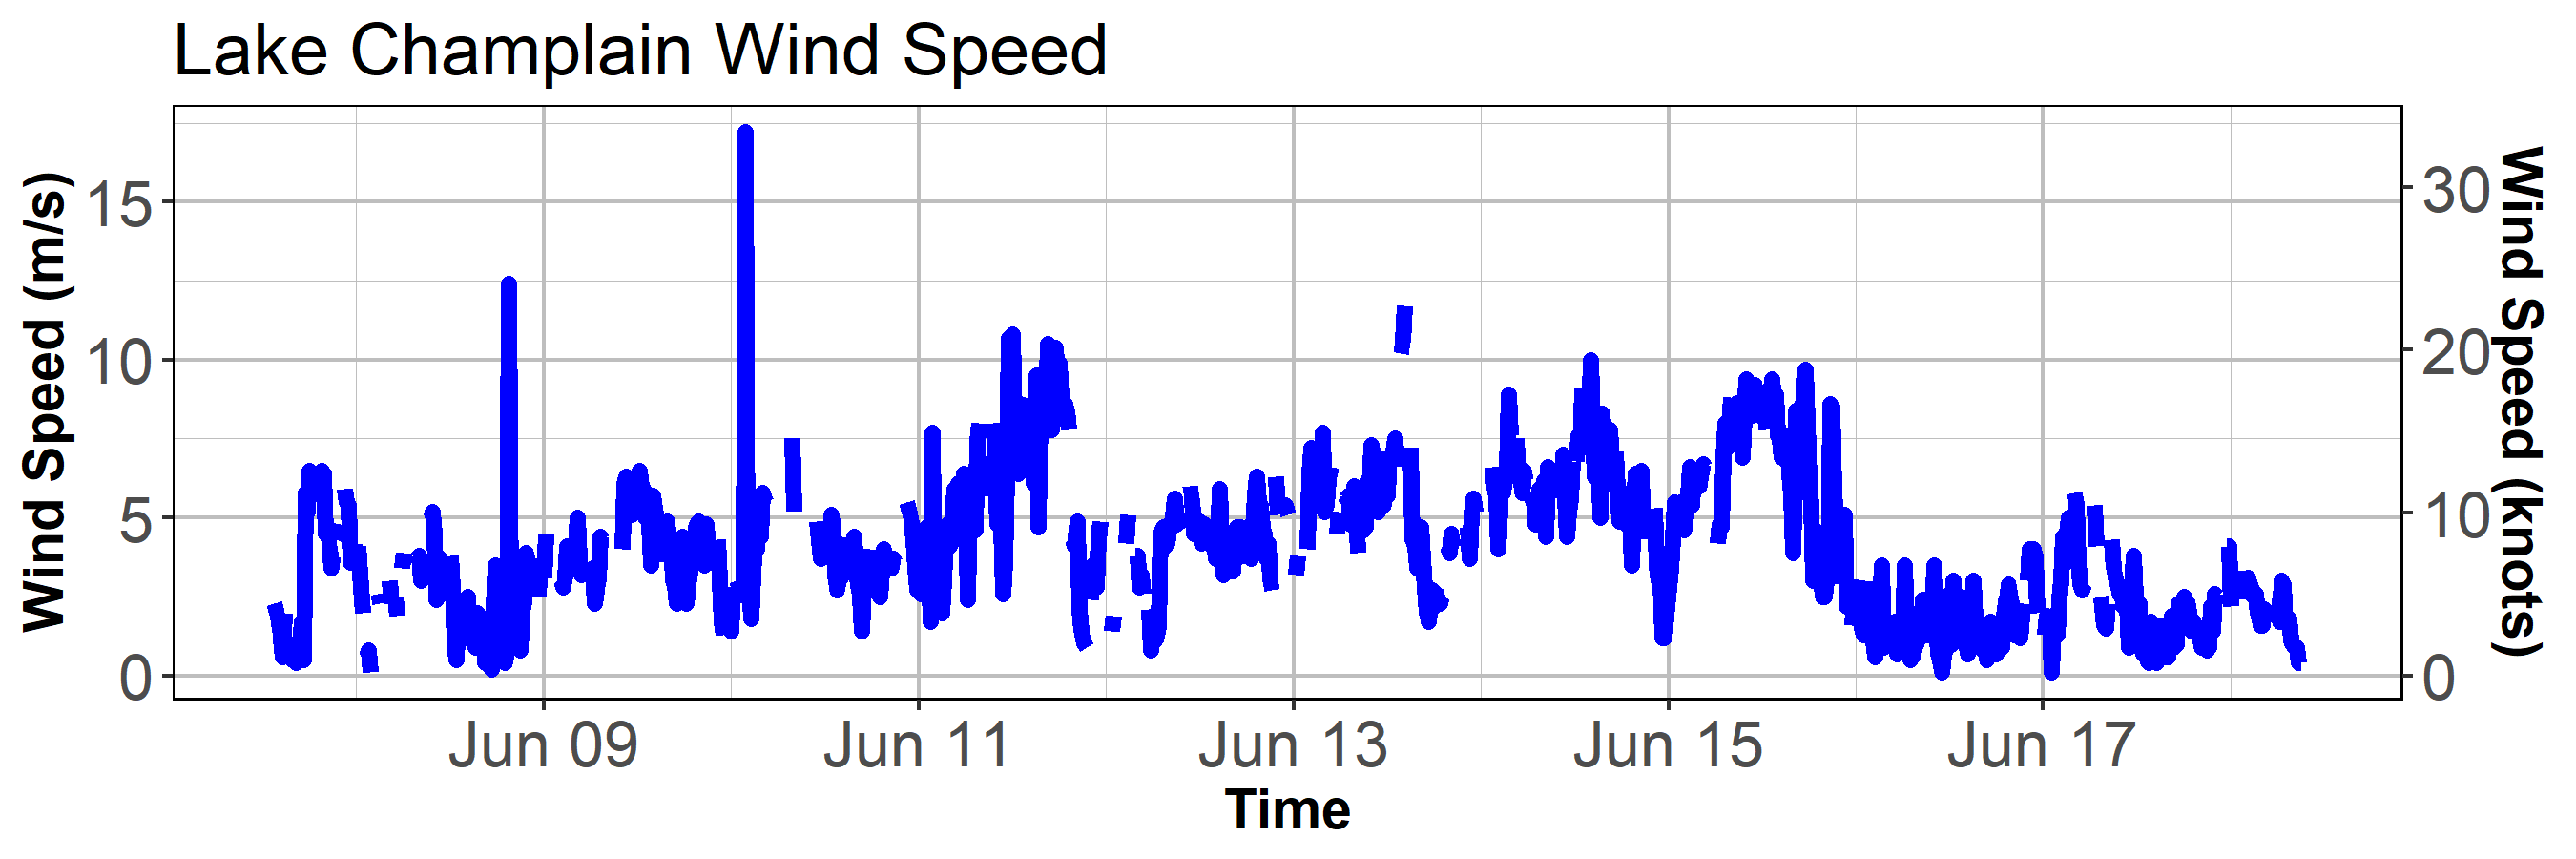 Lake Champlain Wind Speed
Wind Speed (m/s)
15
10
5
0
30
20
10
0
Wind Speed (knots)
Jun 09
Jun 11
Jun 13
Jun 15
Jun 17
Time